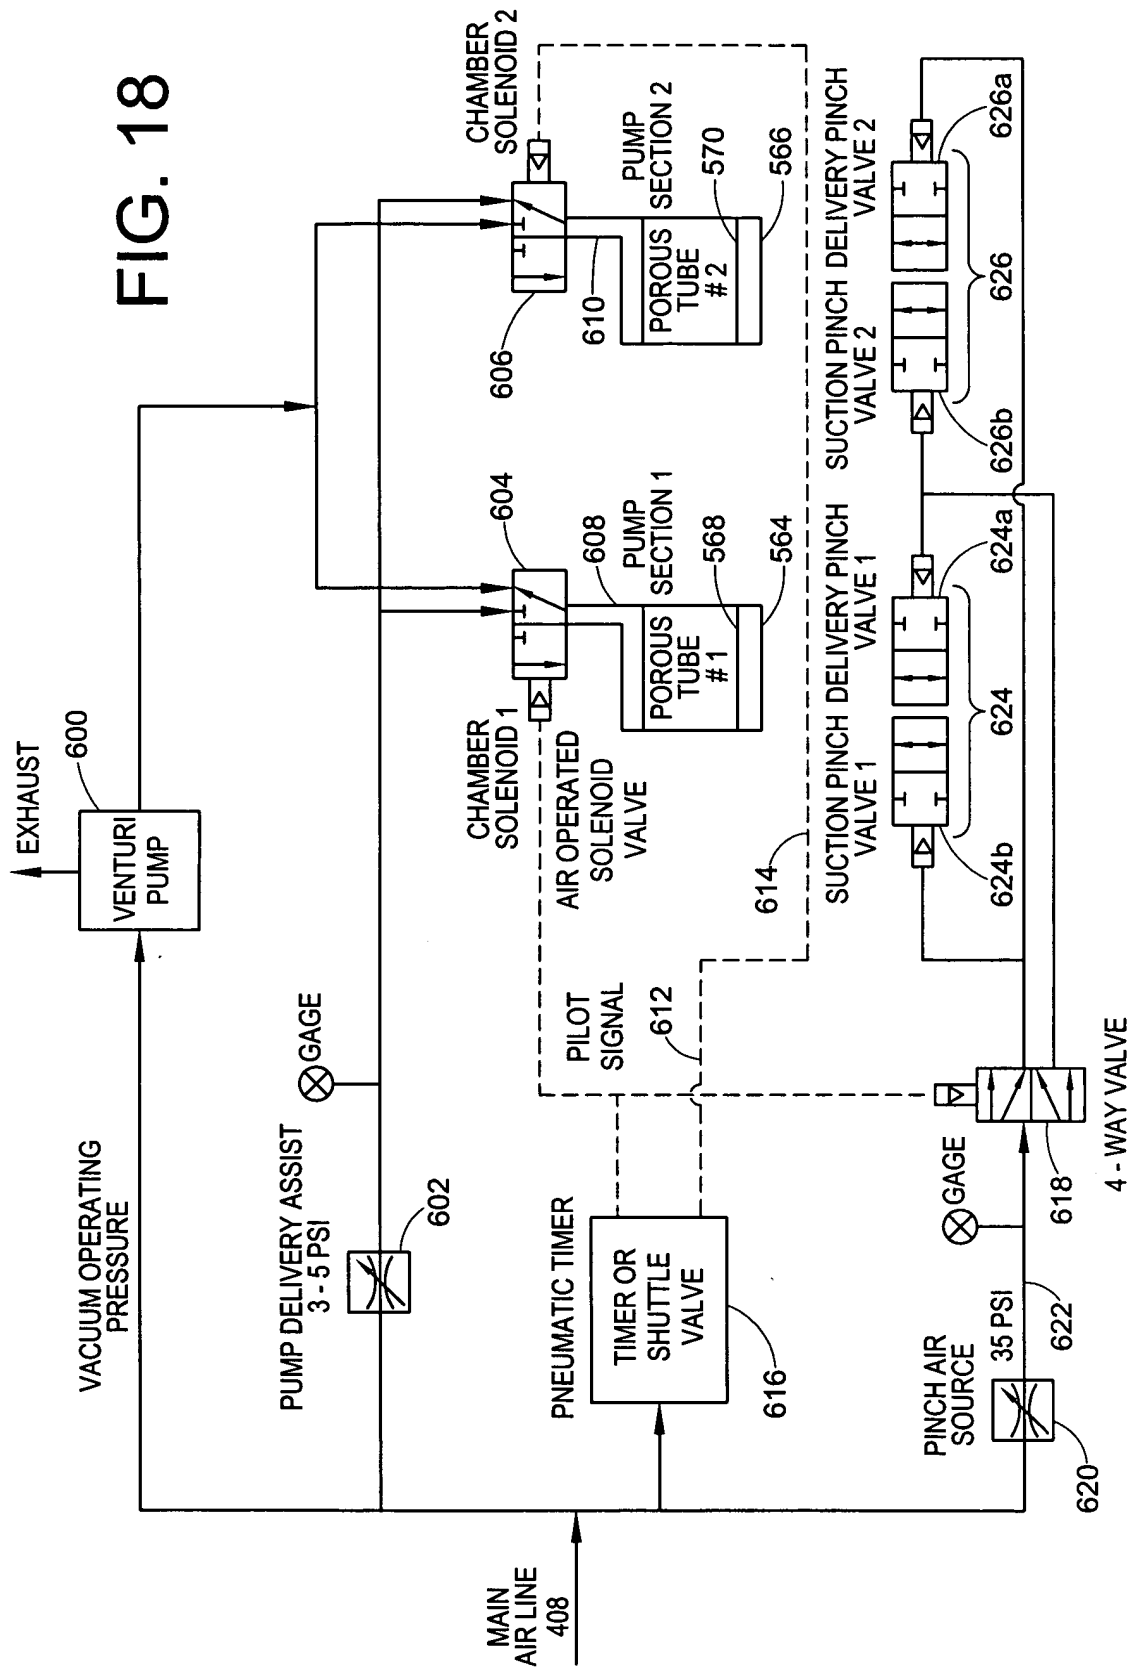 FIG. 18
EXHAUST
600
VENTURI
PUMP
VACUUM OPERATING
PRESSURE
GAGE
PUMP DELIVERY ASSIST
3 - 5 PSI
602
CHAMBER
SOLENOID 1
604
CHAMBER
SOLENOID 2
606
AIR OPERATED
SOLENOID
VALVE
608
PUMP
SECTION 1
POROUS
TUBE
# 1
568
564
610
PUMP
SECTION 2
POROUS
TUBE
# 2
570
566
MAIN
AIR LINE
408
PNEUMATIC TIMER
TIMER OR
SHUTTLE
VALVE
616
PILOT
SIGNAL
612
614
SUCTION PINCH
VALVE 1
DELIVERY PINCH
VALVE 1
SUCTION PINCH
VALVE 2
DELIVERY PINCH
VALVE 2
624b
624
624a
626b
626
626a
PINCH AIR
SOURCE
35 PSI
GAGE
620
622
618
4 - WAY VALVE